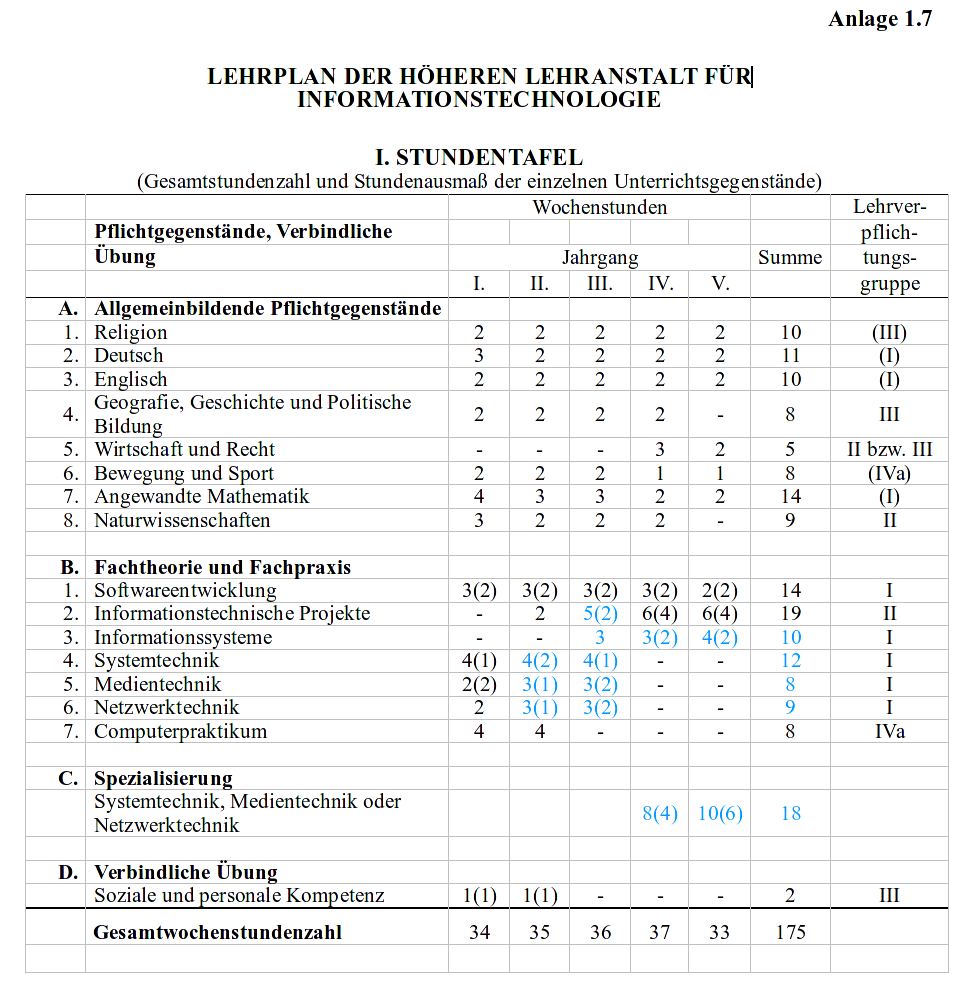 Anlage 1.7
LEHRPLAN DER HÖHEREN LEHRANSTALT FÜR
INFORMATIONSTECHNOLOGIE
I. STUNDENTAFEL
(Gesamtstundenzahl und Stundenausmaß der einzelnen Unterrichtsgegenstände)
Wochenstunden Lehrver-
Pflichtgegenstände, Verbindliche pflich-
Übung Jahrgang Summe tungs-
I. II. III. IV. V. gruppe
A. Allgemeinbildende Pflichtgegenstände
1. Religion 2 2 2 2 2 10 (III)
2. Deutsch 3 2 2 2 2 11 (I)
3. Englisch 2 2 2 2 2 10 (I)
4. Geografie, Geschichte und Politische
Bildung 2 2 2 2 - 8 III
5. Wirtschaft und Recht - - - 3 2 5 II bzw. III
6. Bewegung und Sport 2 2 2 1 1 8 (IVa)
7. Angewandte Mathematik 4 3 3 2 2 14 (I)
8. Naturwissenschaften 3 2 2 2 - 9 II
B. Fachtheorie und Fachpraxis
1. Softwareentwicklung 3(2) 3(2) 3(2) 3(2) 2(2) 14 I
2. Informationstechnische Projekte - 2 5(2) 6(4) 6(4) 19 II
3. Informationssysteme - - 3 3(2) 4(2) 10 I
4. Systemtechnik 4(1) 4(2) 4(1) - - 12 I
5. Medientechnik 2(2) 3(1) 3(2) - - 8 I
6. Netzwerktechnik 2 3(1) 3(2) - - 9 I
7. Computerpraktikum 4 4 - - - 8 IVa
C. Spezialisierung
Systemtechnik, Medientechnik oder
Netzwerktechnik 8(4) 10(6) 18
D. Verbindliche Übung
Soziale und personale Kompetenz 1(1) 1(1) - - - 2 III
Gesamtwochenstundenzahl 34 35 36 37 33 175